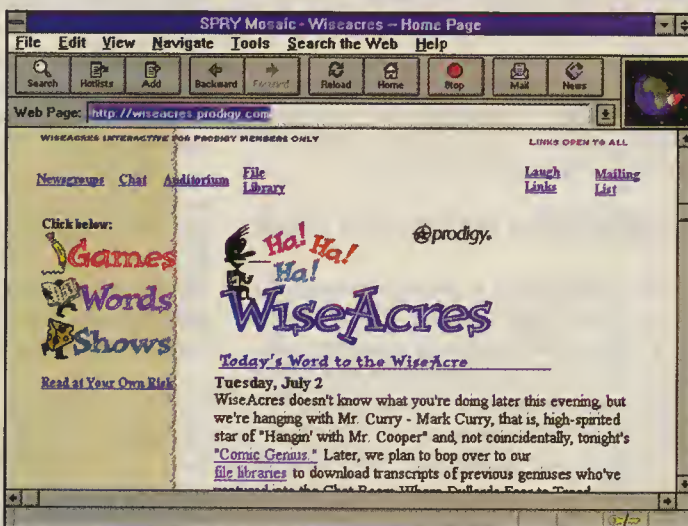 SPRY Mosaic - Wiseacres -- Home Page
File Edit View Navigate Tools Search the Web Help
Search Hotlists Add Backward Forward Reload Home Stop Mail News
Web Page: http://wiseacres.prodigy.com
WISEACRES INTERACTIVE FOR PRODIGY MEMBERS ONLY LINKS OPEN TO ALL
Newsgroups Chat Auditorium File Library Laugh Links Mailing List
Click below:
Games
Words
Shows
Read at Your Own Risk
Ha! Ha!
Ha!
prodigy.
WiseAcres
Today's Word to the WiseAcre
Tuesday, July 2
WiseAcres doesn't know what you're doing later this evening, but
we're hanging with Mr. Curry - Mark Curry, that is, high-spirited
star of "Hangin' with Mr. Cooper" and, not coincidentally, tonight's
"Comic Genius." Later, we plan to bop over to our
file libraries to download transcripts of previous geniuses who've